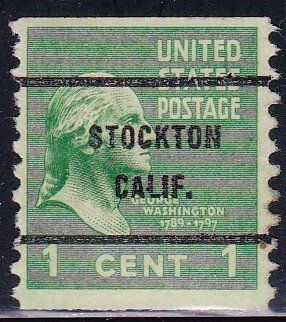 UNITED
STATES
POSTAGE
STOCKTON
CALIF.
GEORGE
WASHINGTON
1789-1797
1 CENT 1